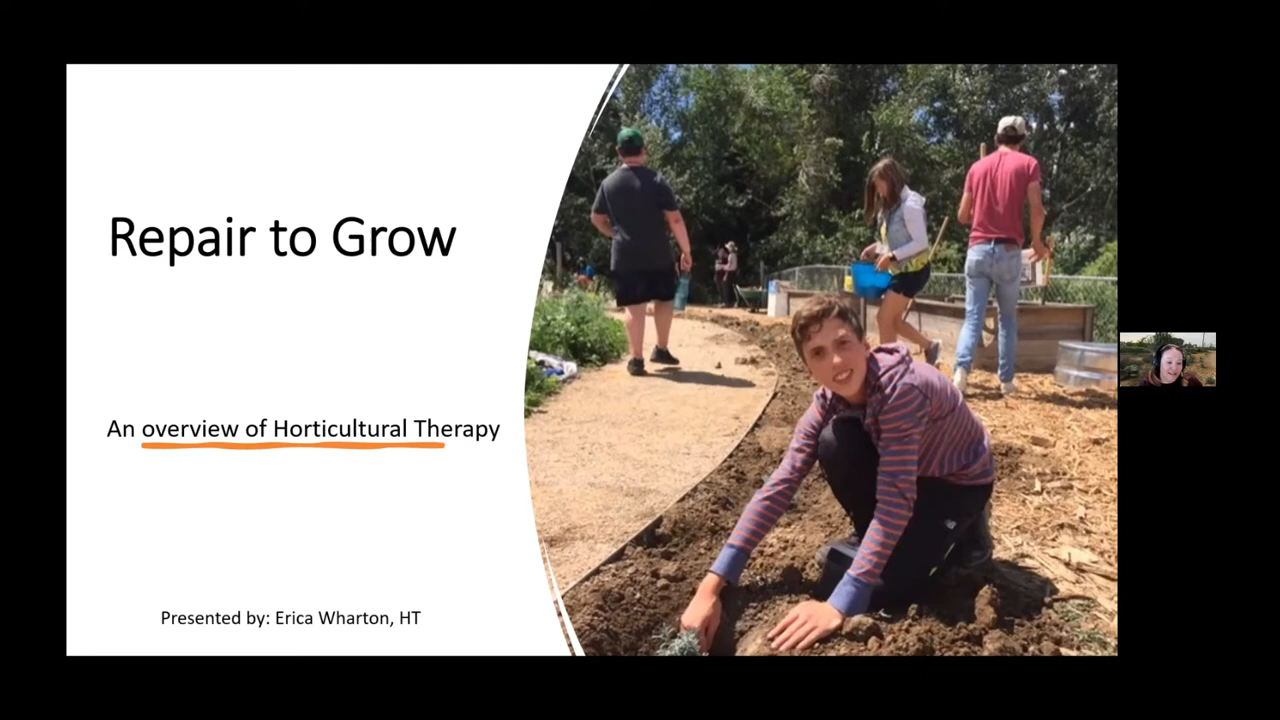 Repair to Grow
An overview of Horticultural Therapy
Presented by: Erica Wharton, HT